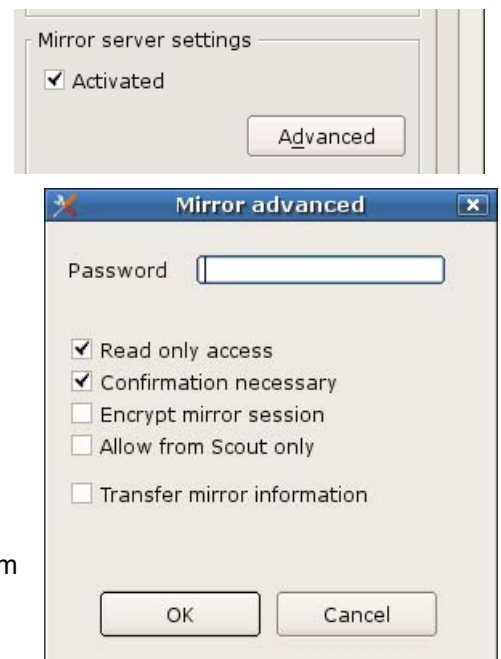 Mirror server settings
Activated
Advanced
Mirror advanced
Password
Read only access
Confirmation necessary
Encrypt mirror session
Allow from Scout only
Transfer mirror information
m
OK
Cancel